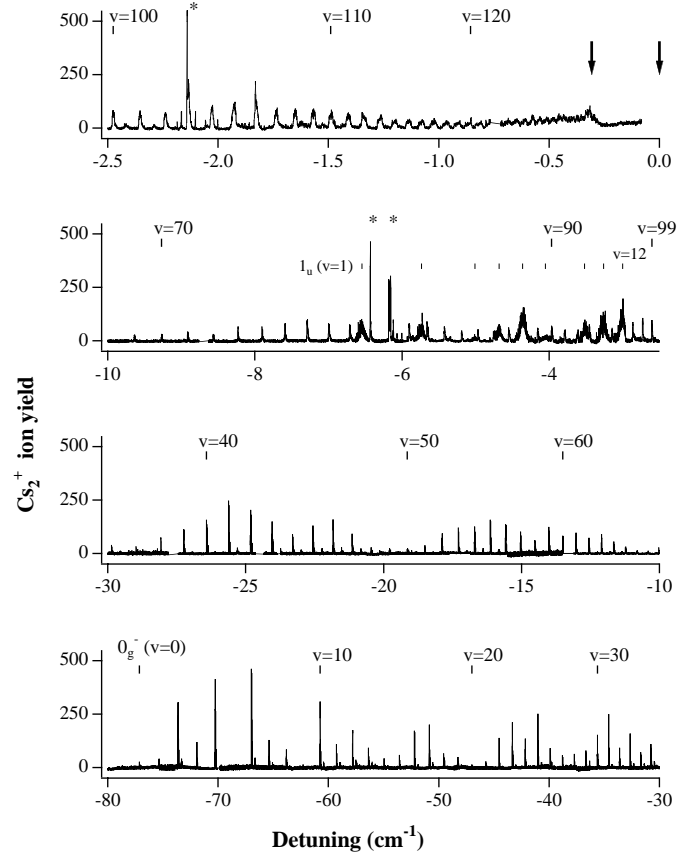 v=100 * v=110 v=120
500
250
0
-2.5 -2.0 -1.5 -1.0 -0.5 0.0
v=70 * * v=90 v=99
500
1u (v=1) v=12
250
0
-10 -8 -6 -4
v=40 v=50 v=60
500
250
0
-30 -25 -20 -15 -10
0g- (v=0) v=10 v=20 v=30
500
250
0
-80 -70 -60 -50 -40 -30
Cs2+ ion yield
Detuning (cm-1)